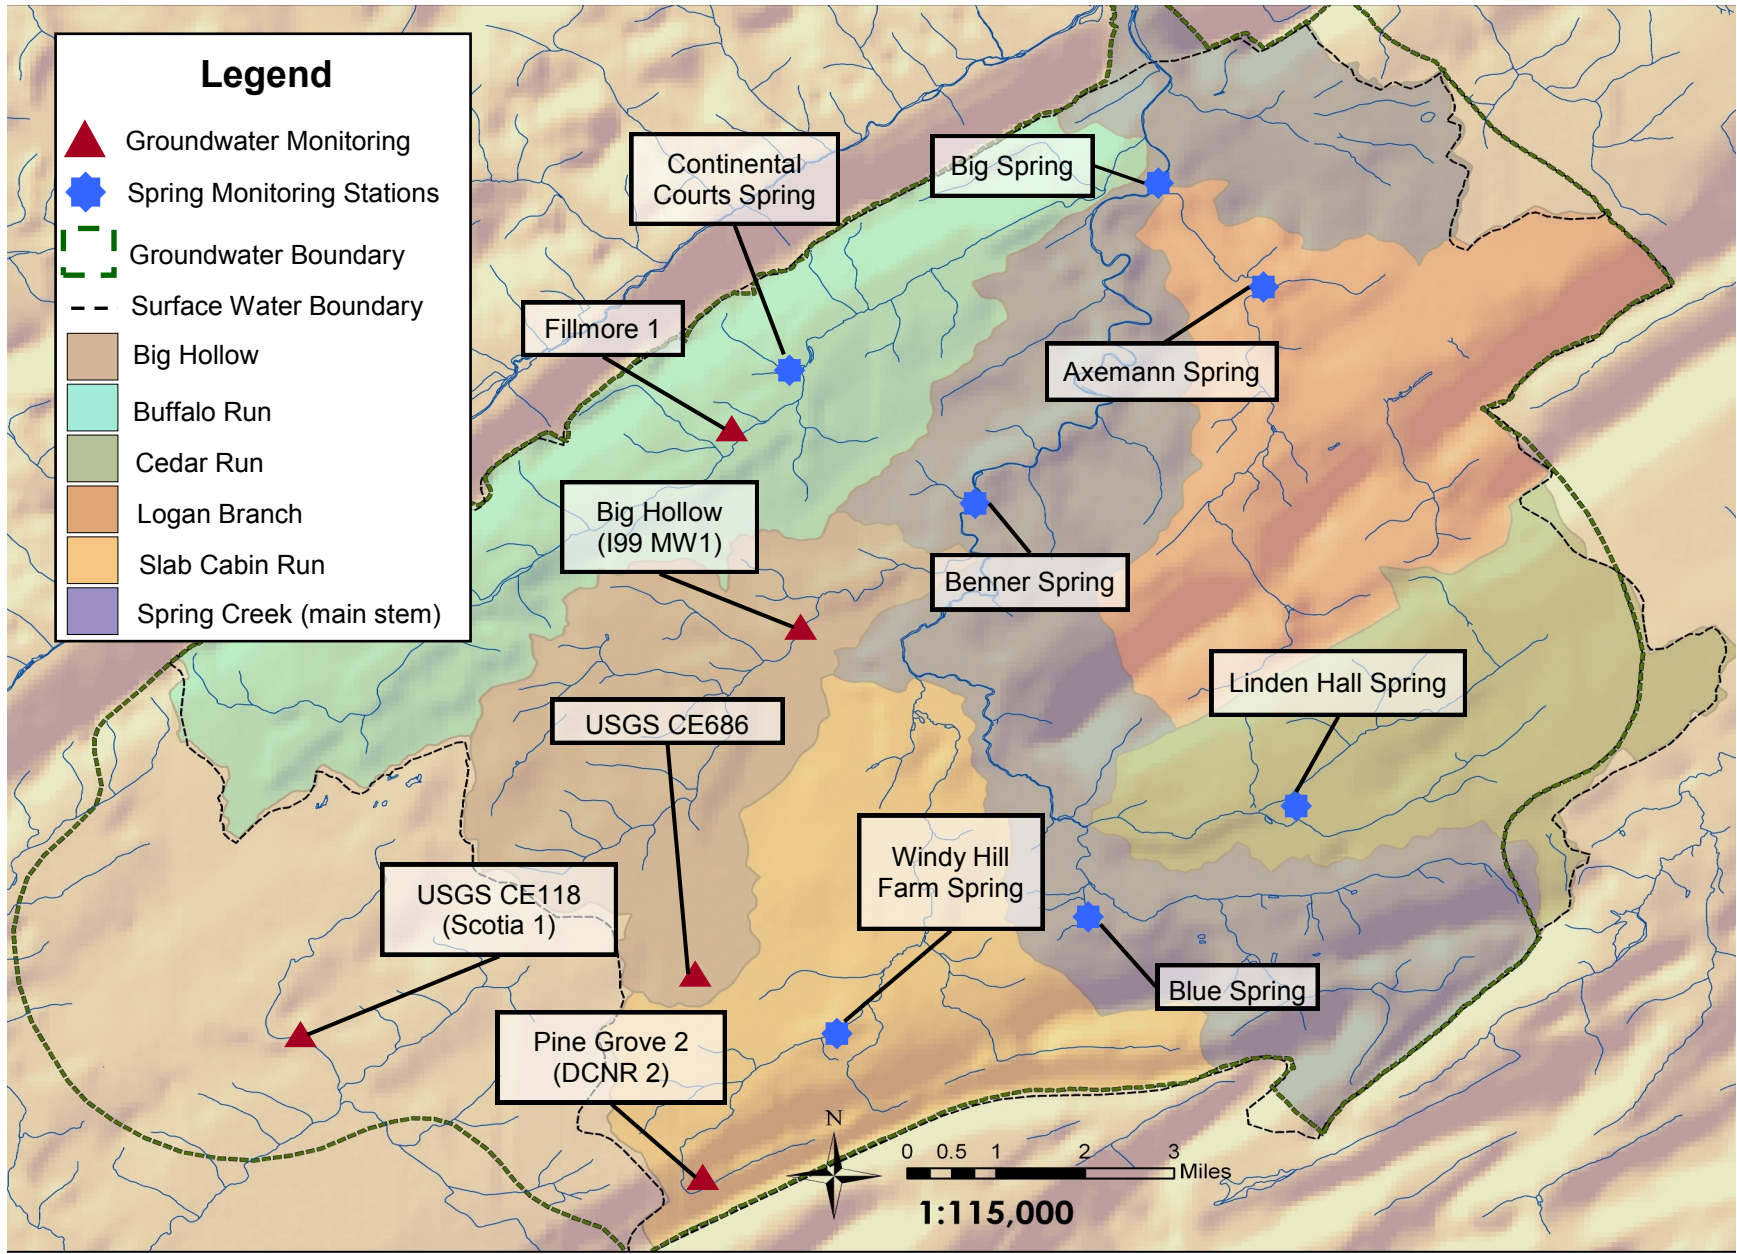 Legend
Groundwater Monitoring
Spring Monitoring Stations
Groundwater Boundary
Surface Water Boundary
Big Hollow
Buffalo Run
Cedar Run
Logan Branch
Slab Cabin Run
Spring Creek (main stem)
Continental
Courts Spring
Big Spring
Fillmore 1
Axemann Spring
Big Hollow
(I99 MW1)
Benner Spring
Linden Hall Spring
USGS CE686
Windy Hill
Farm Spring
USGS CE118
(Scotia 1)
Blue Spring
Pine Grove 2
(DCNR 2)
N
0 0.5 1 2 3
Miles
1:115,000